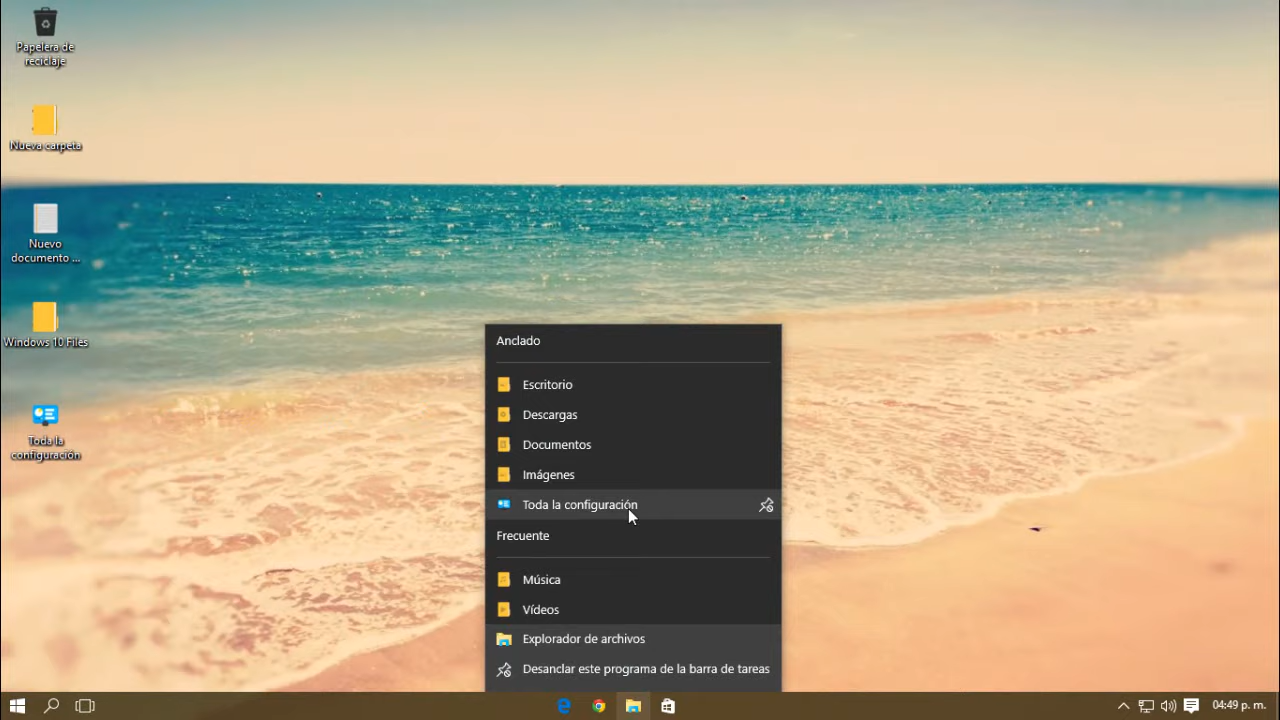 Papelera de
reciclaje
Nueva carpeta
Nuevo
documento ...
Windows 10 Files
Toda la
configuración
Anclado
Escritorio
Descargas
Documentos
Imágenes
Toda la configuración
Frecuente
Música
Vídeos
Explorador de archivos
Desanclar este programa de la barra de tareas
04:49 p. m.